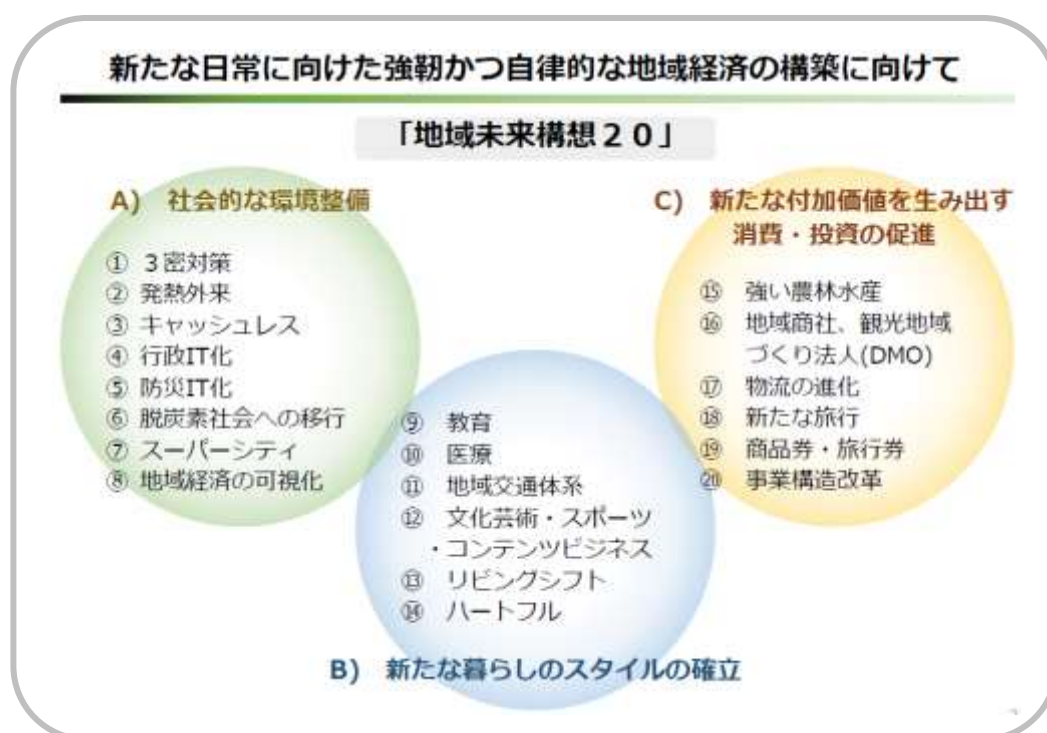 新たな日常に向けた強靭かつ自律的な地域経済の構築に向けて
「地域未来構想２０」
A) 社会的な環境整備
① ３密対策
② 発熱外来
③ キャッシュレス
④ 行政IT化
⑤ 防災IT化
⑥ 脱炭素社会への移行
⑦ スーパーシティ
⑧ 地域経済の可視化
⑨ 教育
⑩ 医療
⑪ 地域交通体系
⑫ 文化芸術・スポーツ
・コンテンツビジネス
⑬ リビングシフト
⑭ ハートフル
B) 新たな暮らしのスタイルの確立
C) 新たな付加価値を生み出す
消費・投資の促進
⑮ 強い農林水産
⑯ 地域商社、観光地域
づくり法人(DMO)
⑰ 物流の進化
⑱ 新たな旅行
⑲ 商品券・旅行券
⑳ 事業構造改革